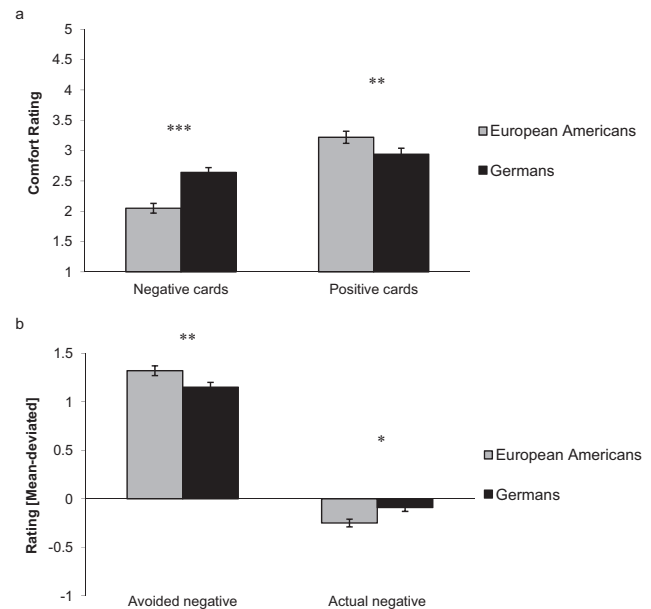 a
5
4.5
4
3.5
3
2.5
2
1.5
1
Comfort Rating
***
**
Negative cards
Positive cards
European Americans
Germans
b
1.5
1
0.5
0
-0.5
-1
Rating [Mean-deviated]
**
*
Avoided negative
Actual negative
European Americans
Germans